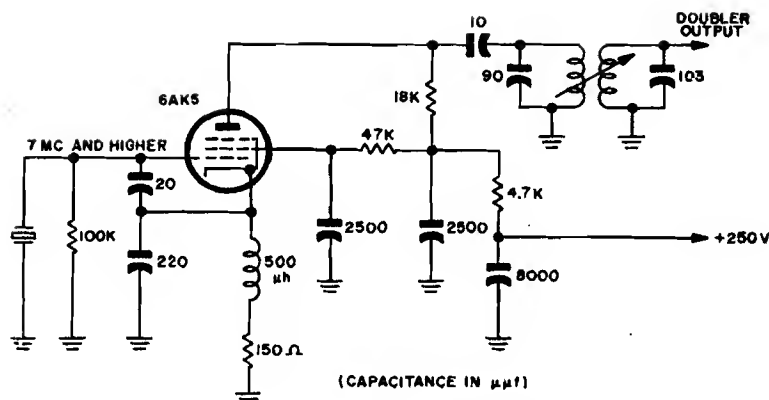 DOUBLER
OUTPUT
10
90
103
18K
6AK5
47K
7 MC AND HIGHER
20
4.7K
2500
2500
+250V
100K
220
500
μh
8000
150Ω
(CAPACITANCE IN μμf)